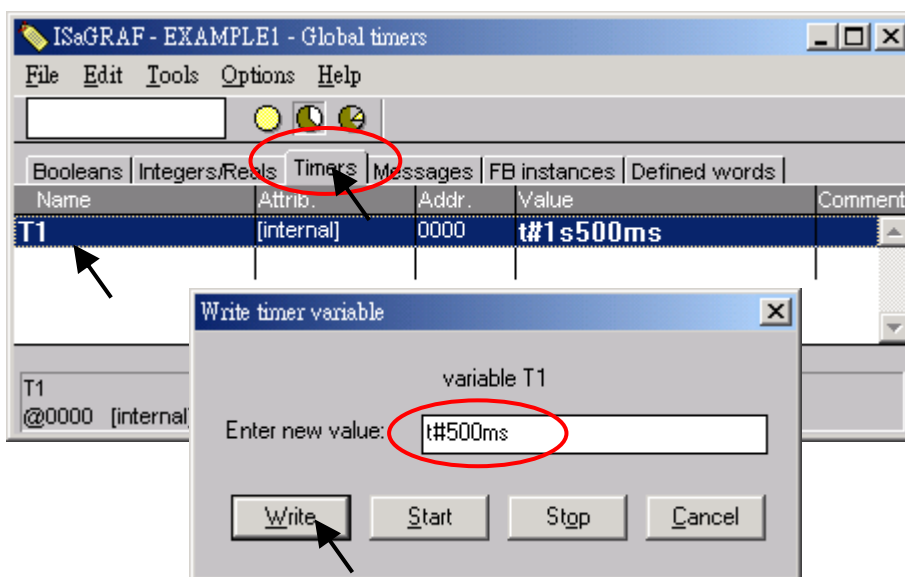 ISaGRAF - EXAMPLE1 - Global timers
File Edit Tools Options Help
Booleans Integers/Reals Timers Messages FB instances Defined words
Name Attrib. Addr. Value Comment
T1 [internal] 0000 t#1s500ms
Write timer variable
variable T1
T1
@0000 [internal]
Enter new value: t#500ms
Write Start Stop Cancel